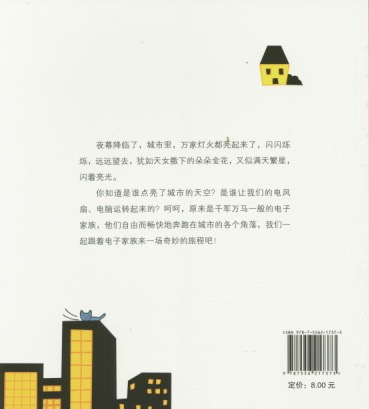 夜幕降临了，城市里，万家灯火都亮起来了，闪闪烁
烁，远远望去，犹如天女撒下的朵朵金花，又似满天繁星，
闪着亮光。
你知道是谁点亮了城市的天空？是谁让我们的电风
扇、电脑运转起来的？呵呵，原来是千军万马一般的电子
家族，他们自由而畅快地奔跑在城市的各个角落，我们一
起跟着电子家族来一场奇妙的旅程吧！
定价：8.00 元